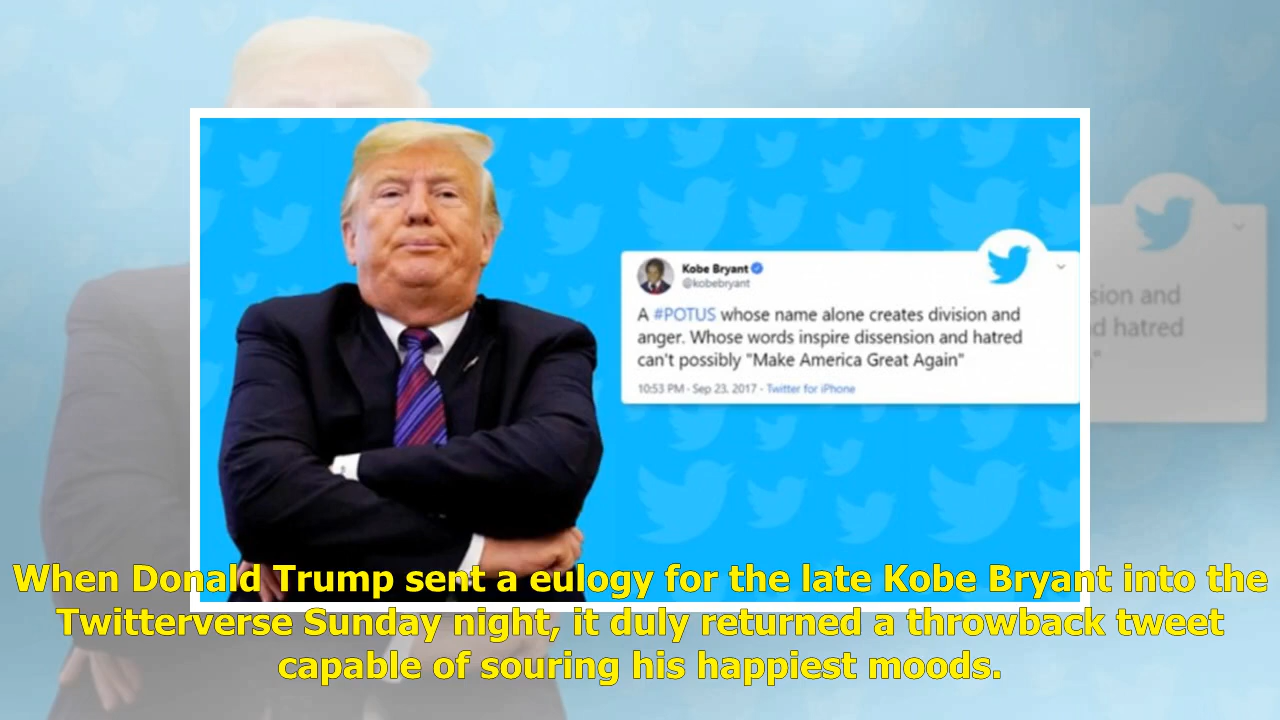 Kobe Bryant
@kobebryant
A #POTUS whose name alone creates division and
anger. Whose words inspire dissension and hatred
can't possibly "Make America Great Again"
10:53 PM · Sep 23, 2017 · Twitter for iPhone
sion and
d hatred
"
When Donald Trump sent a eulogy for the late Kobe Bryant into the
Twitterverse Sunday night, it duly returned a throwback tweet
capable of souring his happiest moods.